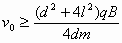 v₀ ≥ (d² + 4l²)qB / 4dm